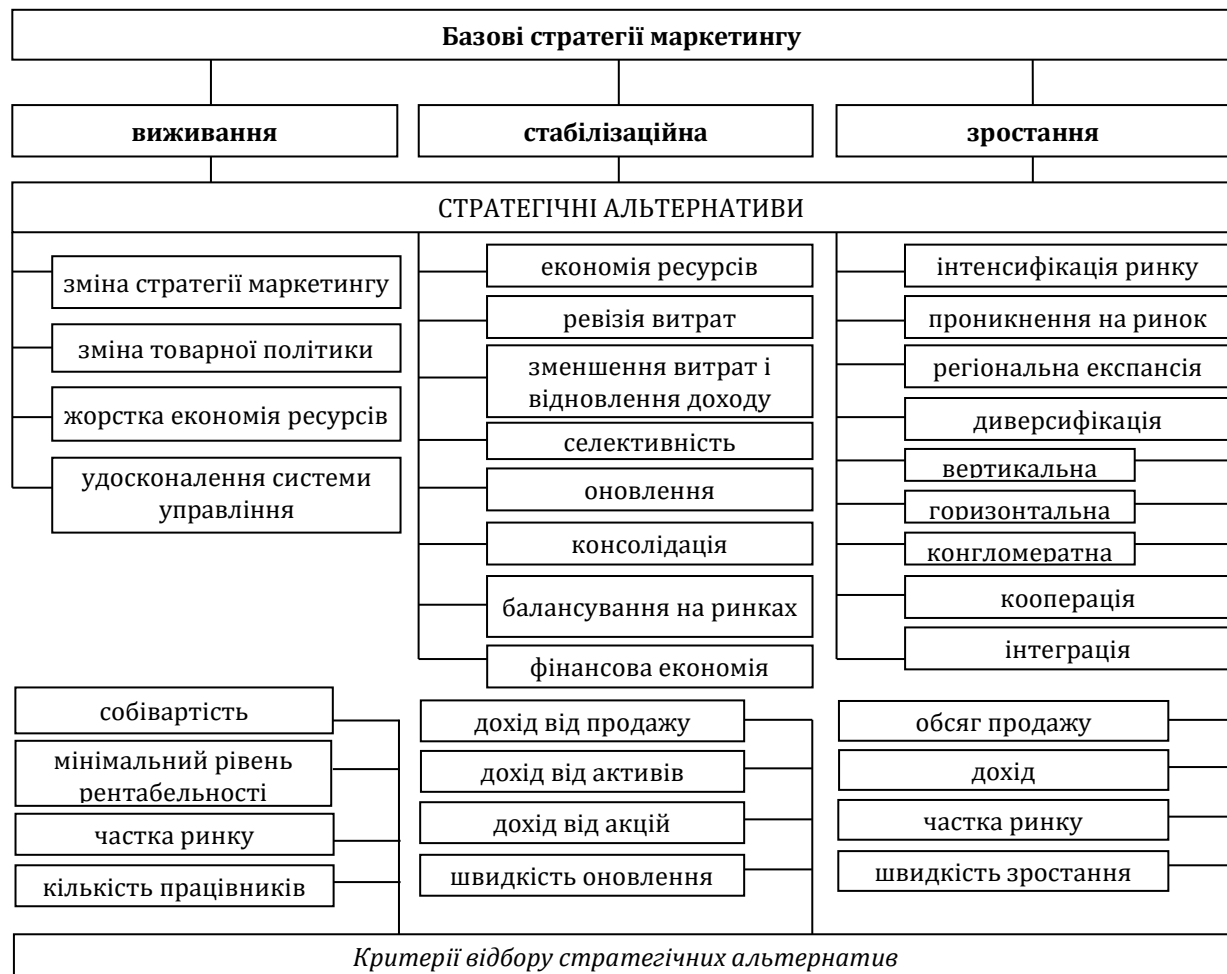 Базові стратегії маркетингу
виживання
стабілізаційна
зростання
СТРАТЕГІЧНІ АЛЬТЕРНАТИВИ
зміна стратегії маркетингу
зміна товарної політики
жорстка економія ресурсів
удосконалення системи
управління
економія ресурсів
ревізія витрат
зменшення витрат і
відновлення доходу
селективність
оновлення
консолідація
балансування на ринках
фінансова економія
інтенсифікація ринку
проникнення на ринок
регіональна експансія
диверсифікація
вертикальна
горизонтальна
конгломератна
кооперація
інтеграція
собівартість
мінімальний рівень
рентабельності
частка ринку
кількість працівників
дохід від продажу
дохід від активів
дохід від акцій
швидкість оновлення
обсяг продажу
дохід
частка ринку
швидкість зростання
Критерії відбору стратегічних альтернатив